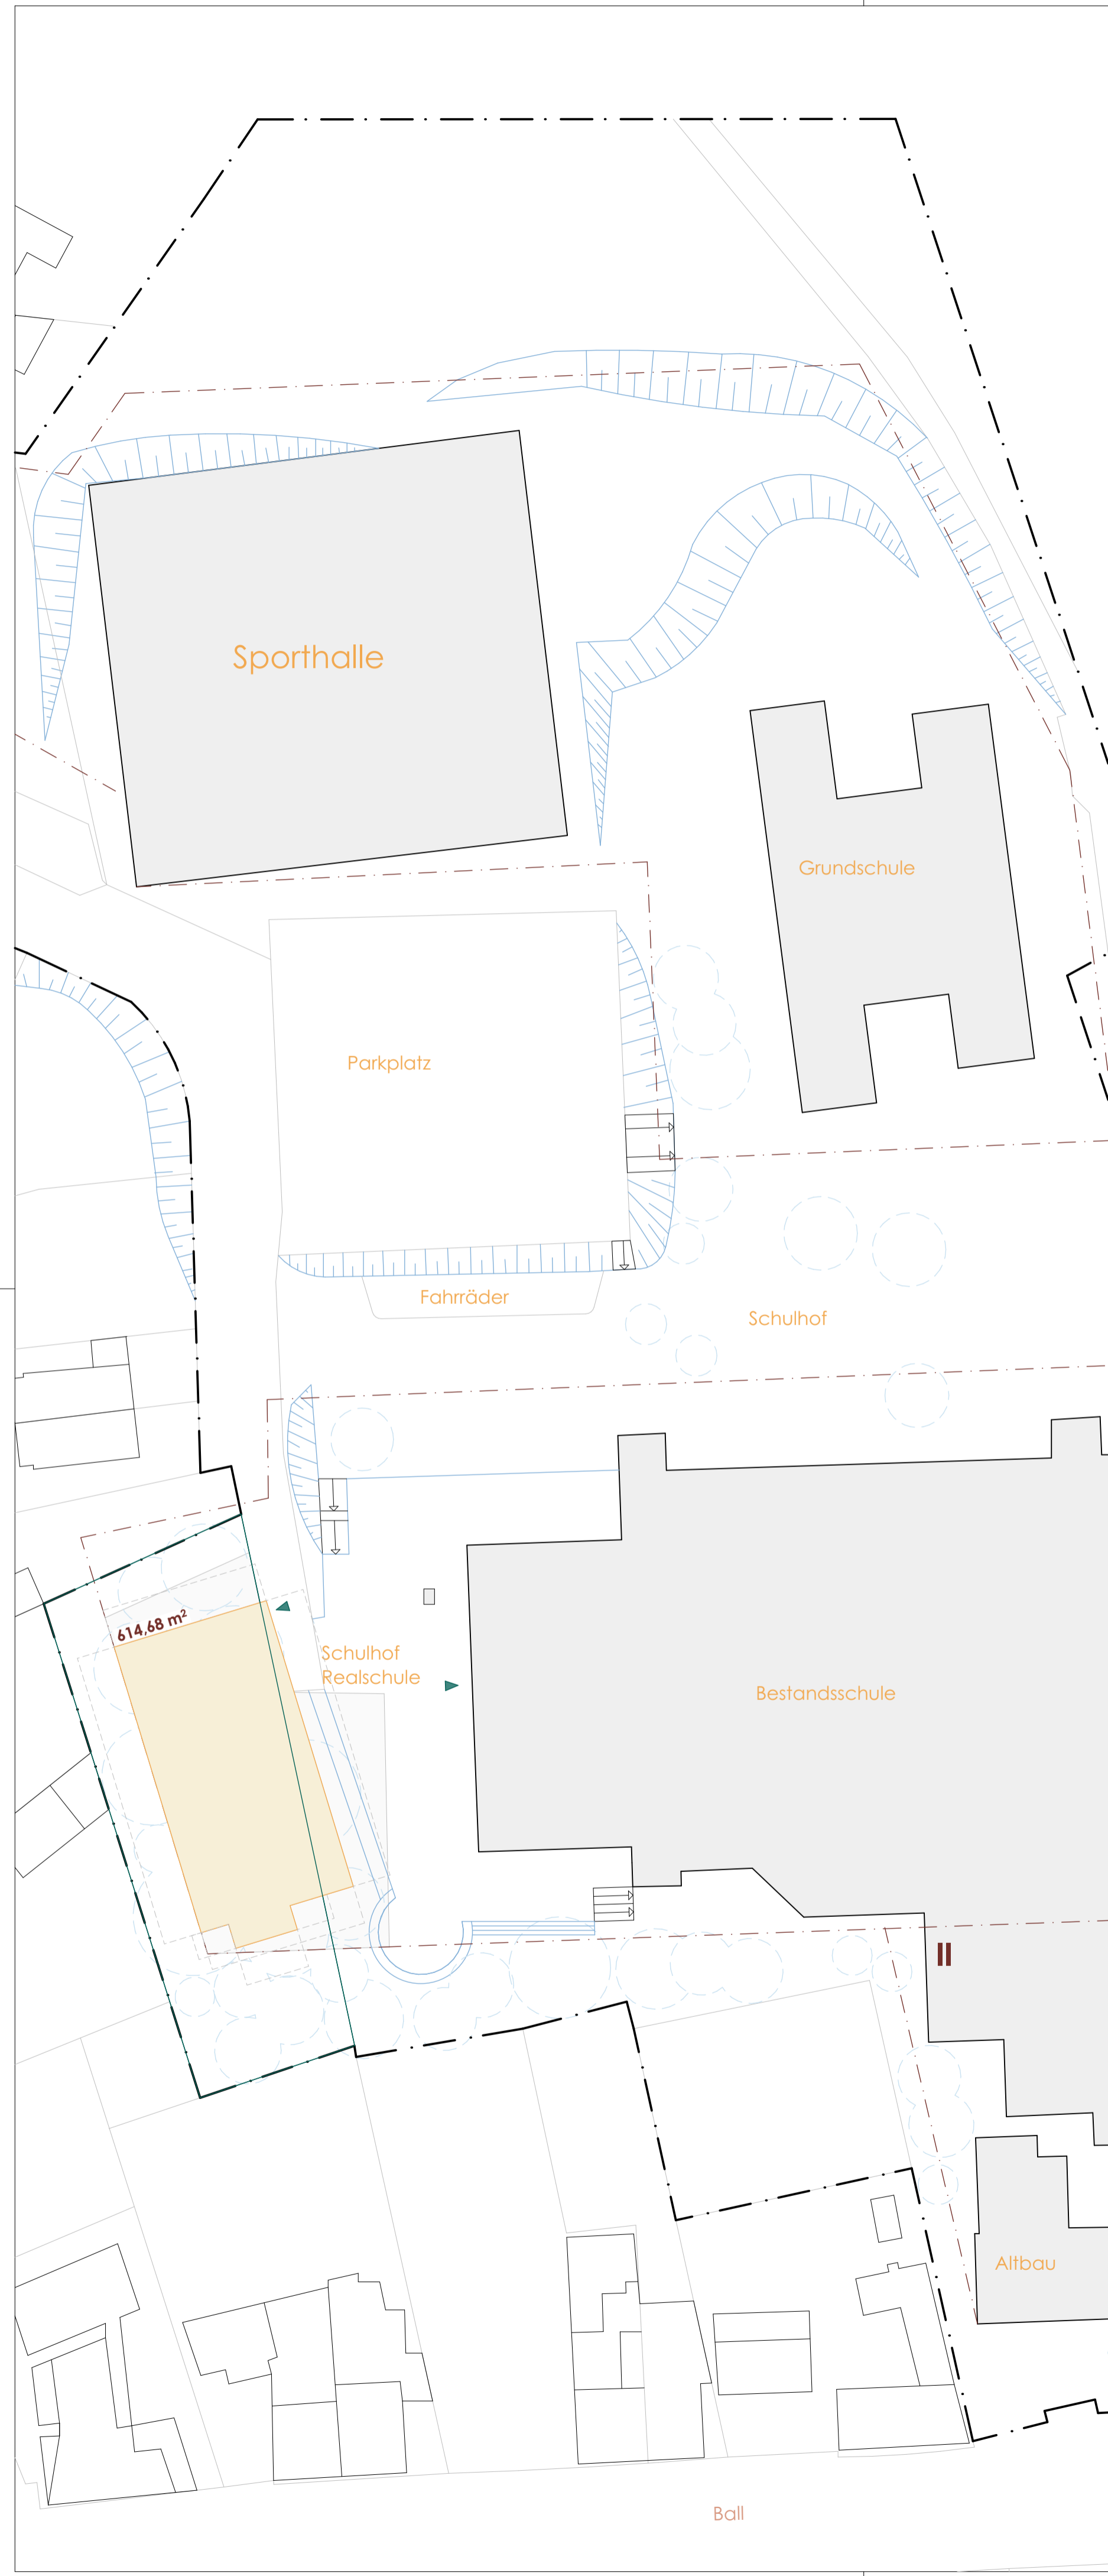 Sporthalle
Grundschule
Parkplatz
Fahrräder
Schulhof
614,68 m²
Schulhof
Realschule
Bestandsschule
II
Altbau
Ball